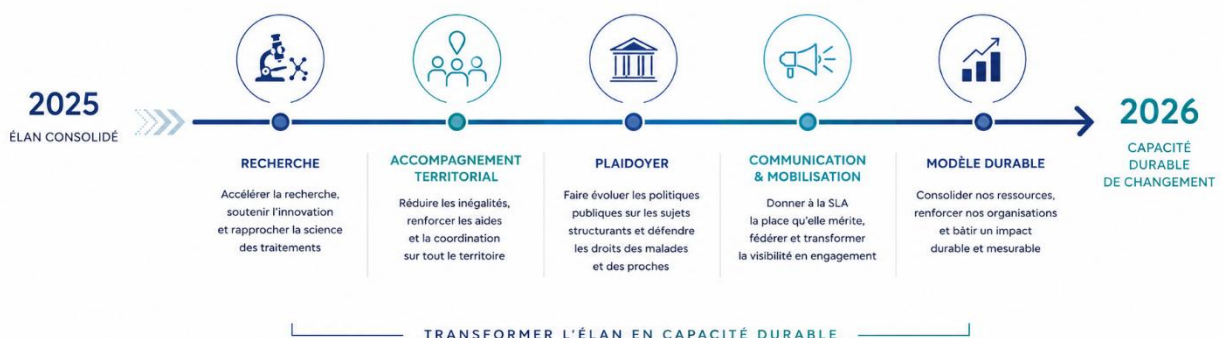 2025
ÉLAN CONSOLIDÉ
RECHERCHE
Accélérer la recherche,
soutenir l'innovation
et rapprocher la science
des traitements
ACCOMPAGNEMENT
TERRITORIAL
Réduire les inégalités,
renforcer les aides
et la coordination
sur tout le territoire
PLAIDOYER
Faire évoluer les politiques
publiques sur les sujets
structurants et défendre
les droits des malades
et des proches
COMMUNICATION
& MOBILISATION
Donner à la SLA
la place qu'elle mérite,
fédérer et transformer
la visibilité en engagement
MODÈLE DURABLE
Consolider nos ressources,
renforcer nos organisations
et bâtir un impact
durable et mesurable
2026
CAPACITÉ
DURABLE
DE CHANGEMENT
TRANSFORMER L'ÉLAN EN CAPACITÉ DURABLE